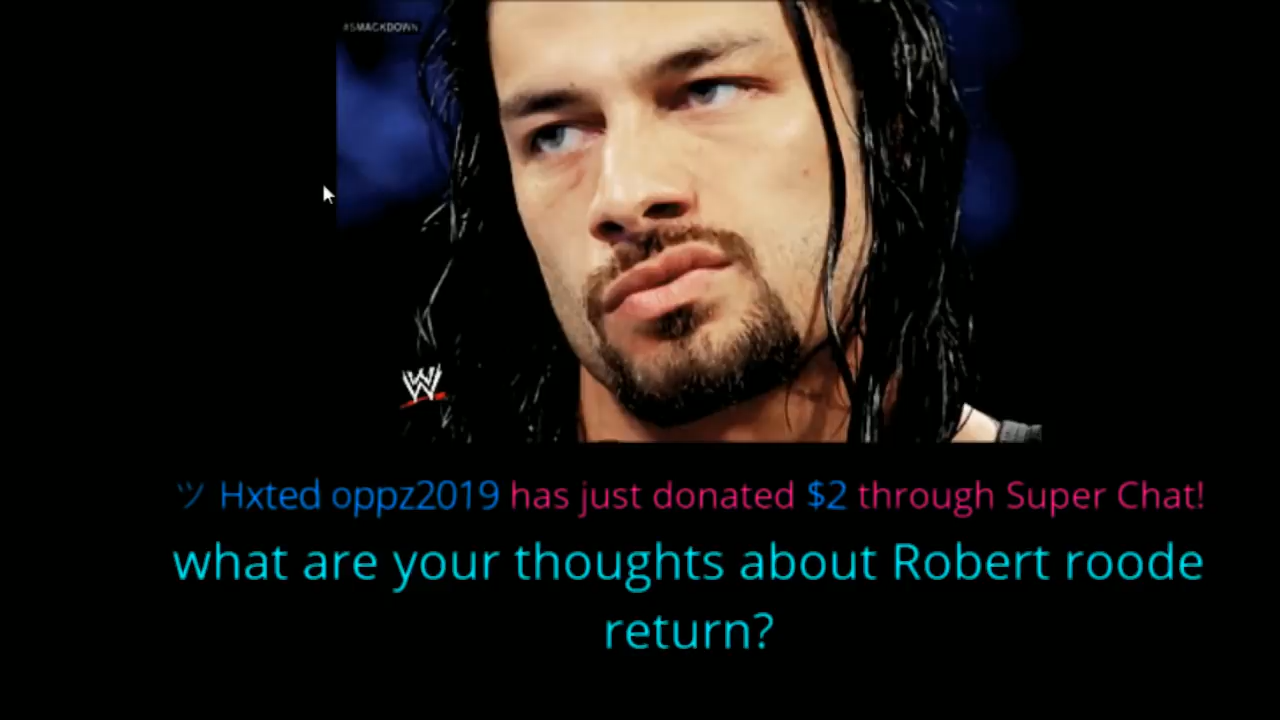 #SMACKDOWN
W
ツ Hxted oppz2019 has just donated $2 through Super Chat!
what are your thoughts about Robert roode
return?